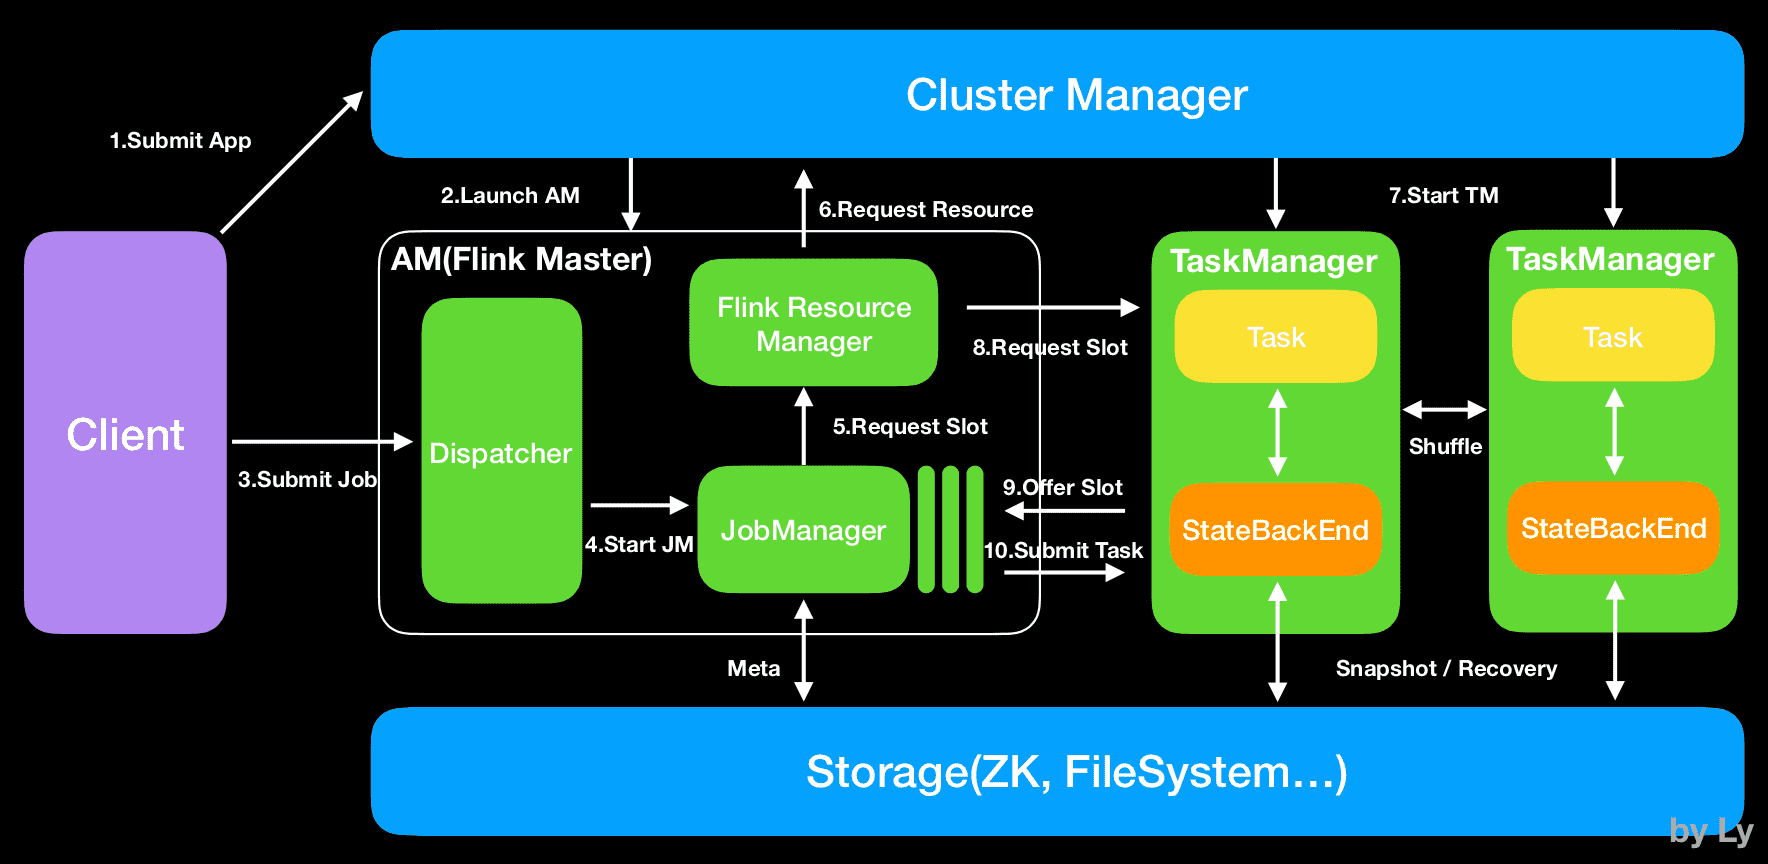 Cluster Manager
1.Submit App
2.Launch AM
6.Request Resource
7.Start TM
AM(Flink Master)
TaskManager
TaskManager
Flink Resource
Manager
Task
Task
8.Request Slot
Client
Dispatcher
5.Request Slot
Shuffle
3.Submit Job
9.Offer Slot
JobManager
StateBackEnd
StateBackEnd
4.Start JM
10.Submit Task
Meta
Snapshot / Recovery
Storage(ZK, FileSystem...)
by Ly